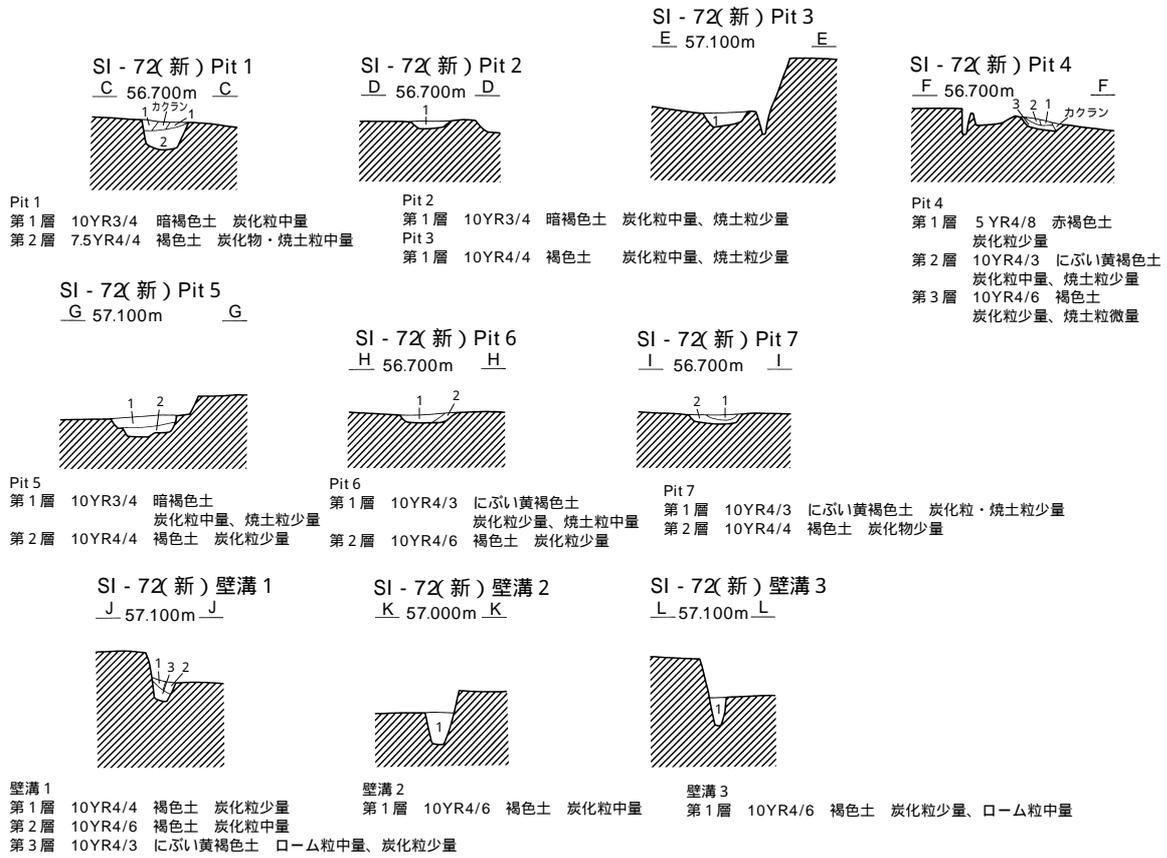 SI - 72(新) Pit 1
C 56.700m C
カクラン
1 1
2
SI - 72(新) Pit 2
D 56.700m D
1
SI - 72(新) Pit 3
E 57.100m E
1
SI - 72(新) Pit 4
F 56.700m F
3 2 1 カクラン
Pit 1
第1層 10YR3/4 暗褐色土 炭化粒中量
第2層 7.5YR4/4 褐色土 炭化物・焼土粒中量
Pit 2
第1層 10YR3/4 暗褐色土 炭化粒中量、焼土粒少量
Pit 3
第1層 10YR4/4 褐色土 炭化粒中量、焼土粒少量
Pit 4
第1層 5YR4/8 赤褐色土
炭化粒少量
第2層 10YR4/3 にぶい黄褐色土
炭化粒中量、焼土粒少量
第3層 10YR4/6 褐色土
炭化粒少量、焼土粒微量
SI - 72(新) Pit 5
G 57.100m G
1 2
SI - 72(新) Pit 6
H 56.700m H
1 2
SI - 72(新) Pit 7
I 56.700m I
2 1
Pit 5
第1層 10YR3/4 暗褐色土
炭化粒中量、焼土粒少量
第2層 10YR4/4 褐色土 炭化粒少量
Pit 6
第1層 10YR4/3 にぶい黄褐色土
炭化粒少量、焼土粒中量
第2層 10YR4/6 褐色土 炭化粒少量
Pit 7
第1層 10YR4/3 にぶい黄褐色土 炭化粒・焼土粒少量
第2層 10YR4/4 褐色土 炭化物少量
SI - 72(新) 壁溝1
J 57.100m J
1 3 2
SI - 72(新) 壁溝2
K 57.000m K
1
SI - 72(新) 壁溝3
L 57.100m L
1
壁溝1
第1層 10YR4/4 褐色土 炭化粒少量
第2層 10YR4/6 褐色土 炭化粒中量
第3層 10YR4/3 にぶい黄褐色土 ローム粒中量、炭化粒少量
壁溝2
第1層 10YR4/6 褐色土 炭化粒中量
壁溝3
第1層 10YR4/6 褐色土 炭化粒少量、ローム粒中量